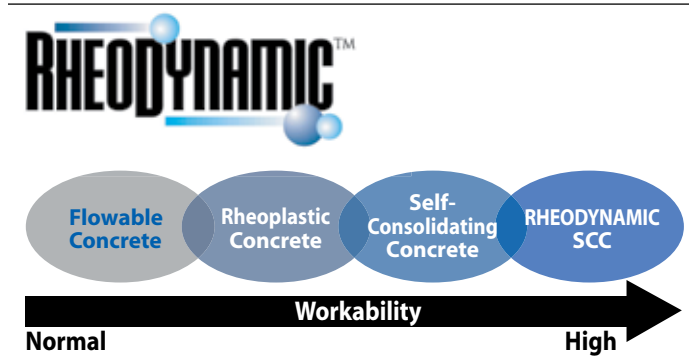 RHEODYNAMIC™
Flowable
Concrete
Rheoplastic
Concrete
Self-
Consolidating
Concrete
RHEODYNAMIC
SCC
Workability
Normal
High